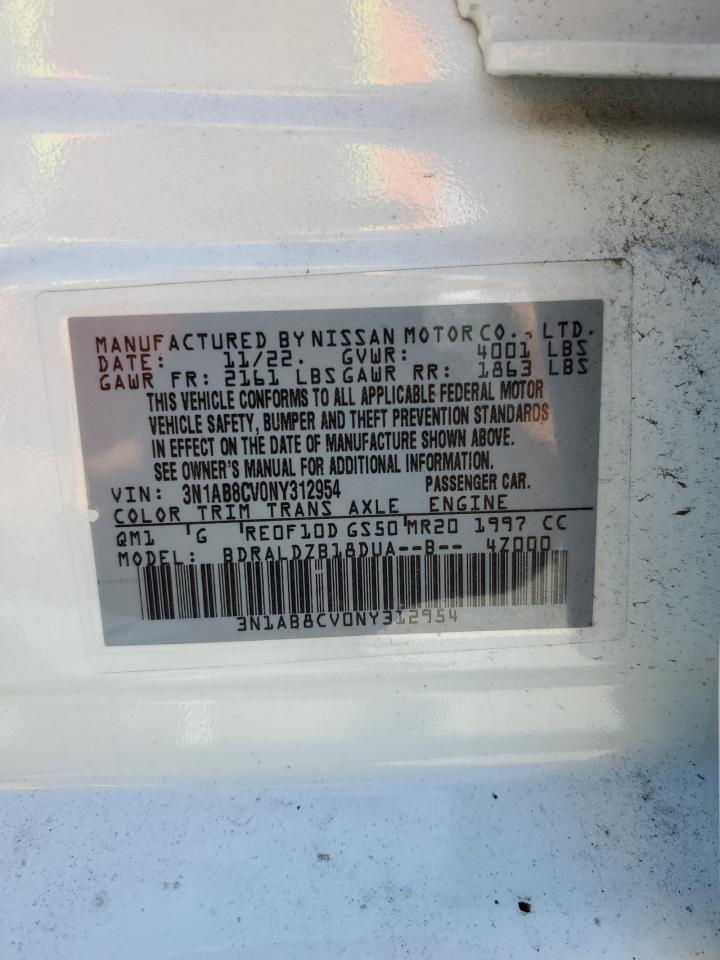 MANUFACTURED BY NISSAN MOTOR CO., LTD.
DATE: 11/22. GVWR: 4001 LBS
GAWR FR: 2161 LBS GAWR RR: 1863 LBS
THIS VEHICLE CONFORMS TO ALL APPLICABLE FEDERAL MOTOR
VEHICLE SAFETY, BUMPER AND THEFT PREVENTION STANDARDS
IN EFFECT ON THE DATE OF MANUFACTURE SHOWN ABOVE.
SEE OWNER'S MANUAL FOR ADDITIONAL INFORMATION.
VIN: 3N1AB8CV0NY312954 PASSENGER CAR.
COLOR TRIM TRANS AXLE ENGINE
QM1 G RE0F10D GS50 MR20 1997 CC
MODEL: BDRALDZB18DUA--B-- 4Z000
3N1AB8CV0NY312954